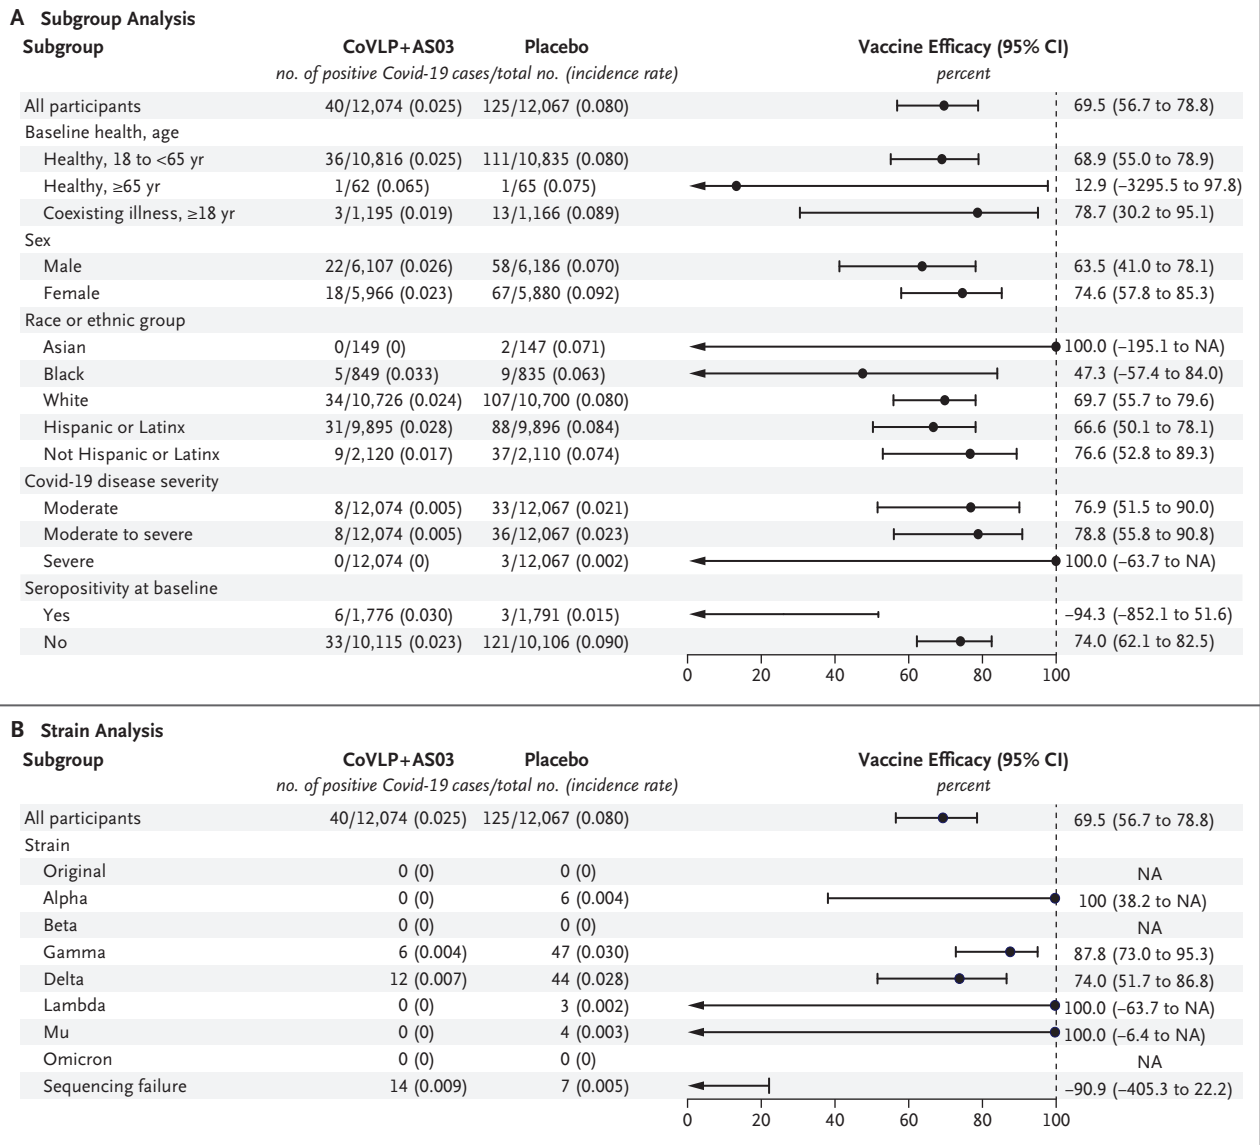 A Subgroup Analysis
Subgroup CoVLP+AS03 Placebo Vaccine Efficacy (95% CI)
no. of positive Covid-19 cases/total no. (incidence rate) percent
All participants 40/12,074 (0.025) 125/12,067 (0.080) 69.5 (56.7 to 78.8)
Baseline health, age
Healthy, 18 to <65 yr 36/10,816 (0.025) 111/10,835 (0.080) 68.9 (55.0 to 78.9)
Healthy, ≥65 yr 1/62 (0.065) 1/65 (0.075) 12.9 (−3295.5 to 97.8)
Coexisting illness, ≥18 yr 3/1,195 (0.019) 13/1,166 (0.089) 78.7 (30.2 to 95.1)
Sex
Male 22/6,107 (0.026) 58/6,186 (0.070) 63.5 (41.0 to 78.1)
Female 18/5,966 (0.023) 67/5,880 (0.092) 74.6 (57.8 to 85.3)
Race or ethnic group
Asian 0/149 (0) 2/147 (0.071) 100.0 (−195.1 to NA)
Black 5/849 (0.033) 9/835 (0.063) 47.3 (−57.4 to 84.0)
White 34/10,726 (0.024) 107/10,700 (0.080) 69.7 (55.7 to 79.6)
Hispanic or Latinx 31/9,895 (0.028) 88/9,896 (0.084) 66.6 (50.1 to 78.1)
Not Hispanic or Latinx 9/2,120 (0.017) 37/2,110 (0.074) 76.6 (52.8 to 89.3)
Covid-19 disease severity
Moderate 8/12,074 (0.005) 33/12,067 (0.021) 76.9 (51.5 to 90.0)
Moderate to severe 8/12,074 (0.005) 36/12,067 (0.023) 78.8 (55.8 to 90.8)
Severe 0/12,074 (0) 3/12,067 (0.002) 100.0 (−63.7 to NA)
Seropositivity at baseline
Yes 6/1,776 (0.030) 3/1,791 (0.015) −94.3 (−852.1 to 51.6)
No 33/10,115 (0.023) 121/10,106 (0.090) 74.0 (62.1 to 82.5)
0 20 40 60 80 100
B Strain Analysis
Subgroup CoVLP+AS03 Placebo Vaccine Efficacy (95% CI)
no. of positive Covid-19 cases/total no. (incidence rate) percent
All participants 40/12,074 (0.025) 125/12,067 (0.080) 69.5 (56.7 to 78.8)
Strain
Original 0 (0) 0 (0) NA
Alpha 0 (0) 6 (0.004) 100 (38.2 to NA)
Beta 0 (0) 0 (0) NA
Gamma 6 (0.004) 47 (0.030) 87.8 (73.0 to 95.3)
Delta 12 (0.007) 44 (0.028) 74.0 (51.7 to 86.8)
Lambda 0 (0) 3 (0.002) 100.0 (−63.7 to NA)
Mu 0 (0) 4 (0.003) 100.0 (−6.4 to NA)
Omicron 0 (0) 0 (0) NA
Sequencing failure 14 (0.009) 7 (0.005) −90.9 (−405.3 to 22.2)
0 20 40 60 80 100